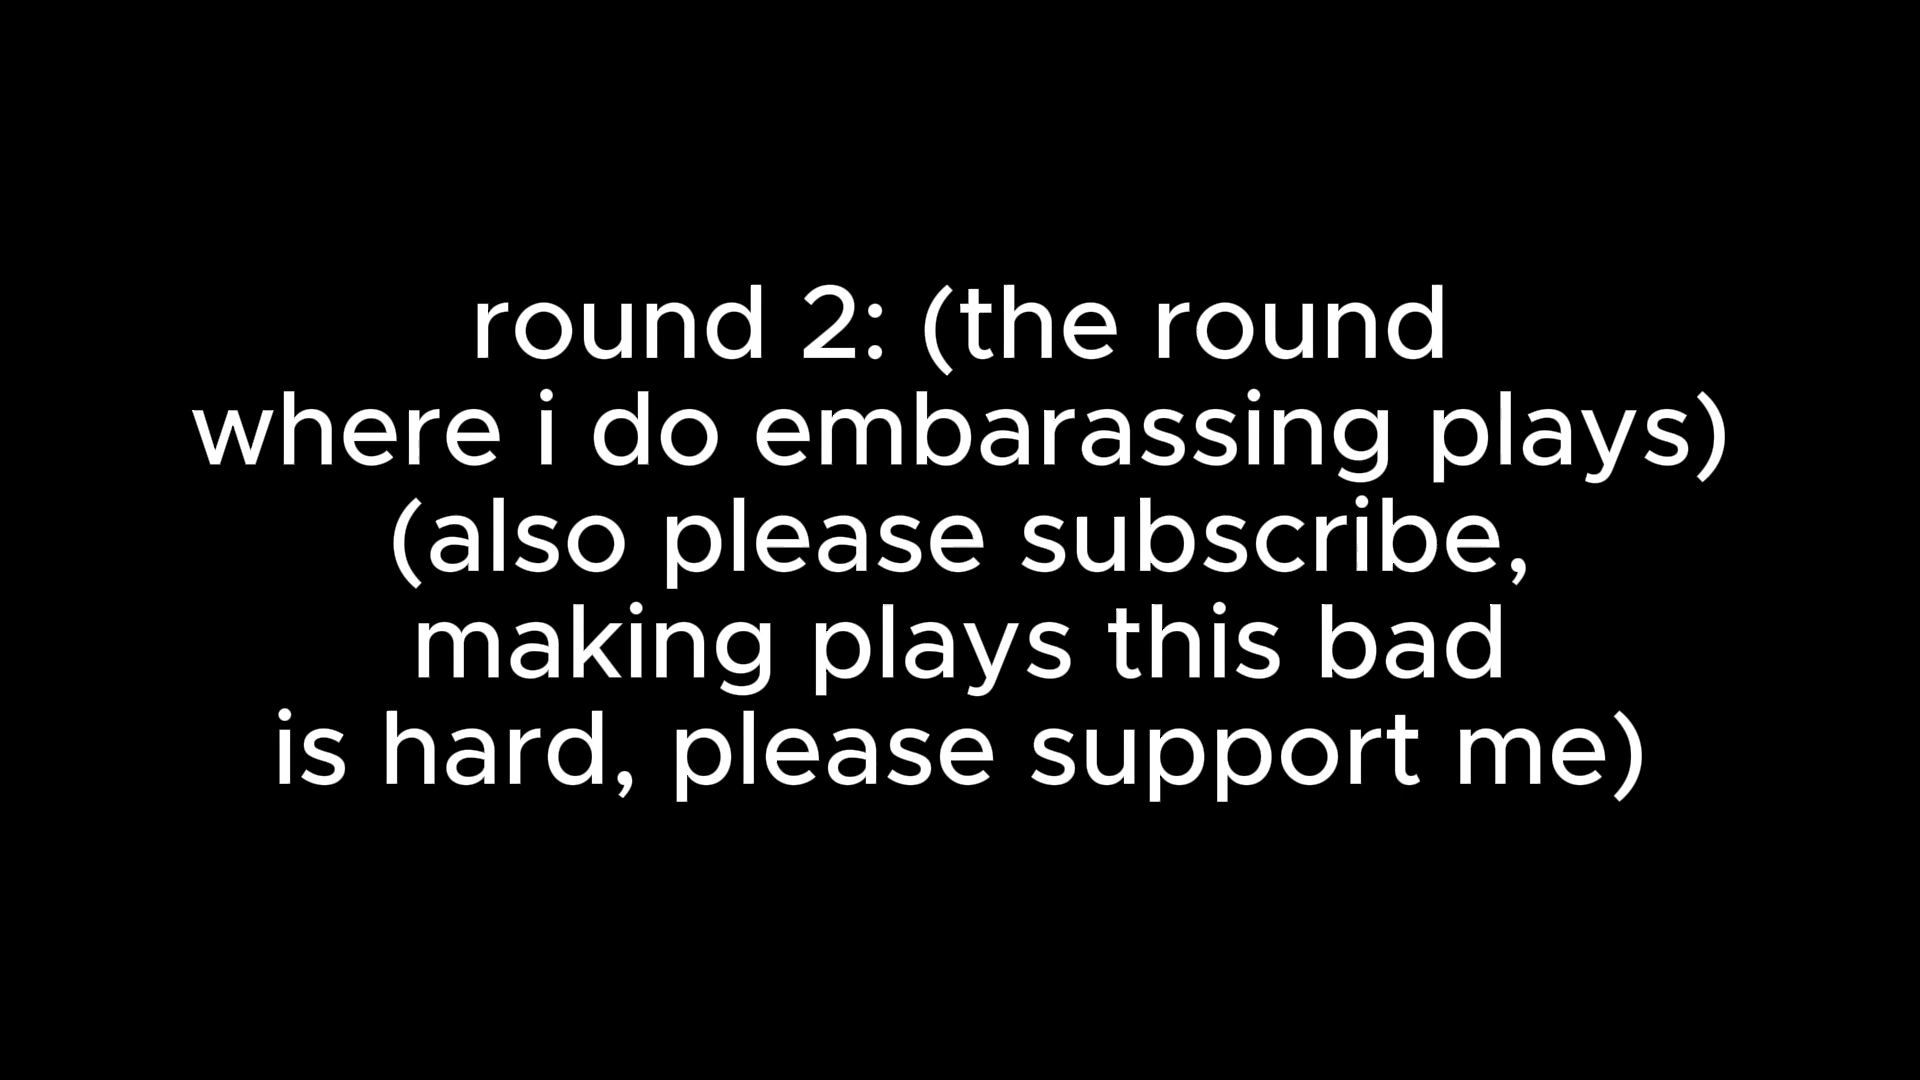 round 2: (the round
where i do embarassing plays)
(also please subscribe,
making plays this bad
is hard, please support me)